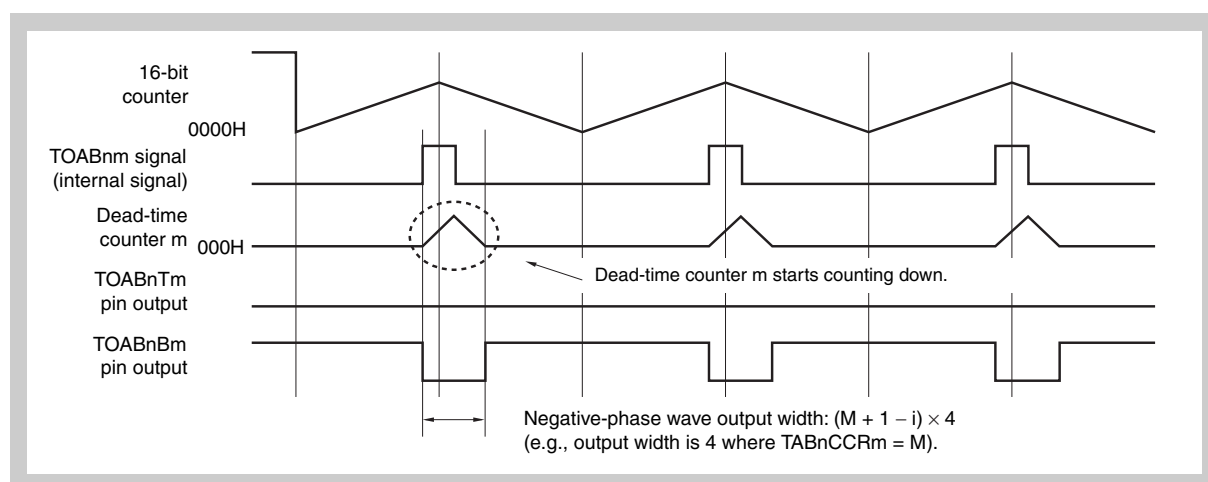 16-bit
counter
0000H
TOABnm signal
(internal signal)
Dead-time
counter m
000H
Dead-time counter m starts counting down.
TOABnTm
pin output
TOABnBm
pin output
Negative-phase wave output width: (M + 1 − i) × 4
(e.g., output width is 4 where TABnCCRm = M).